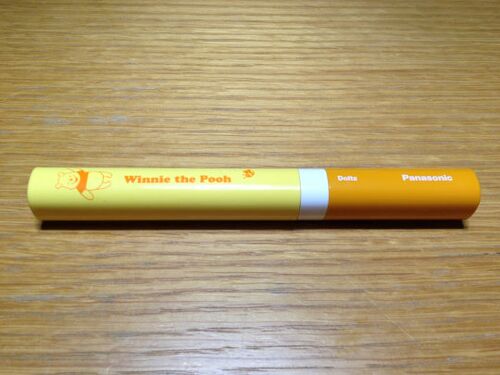 Winnie the Pooh
Doltz
Panasonic